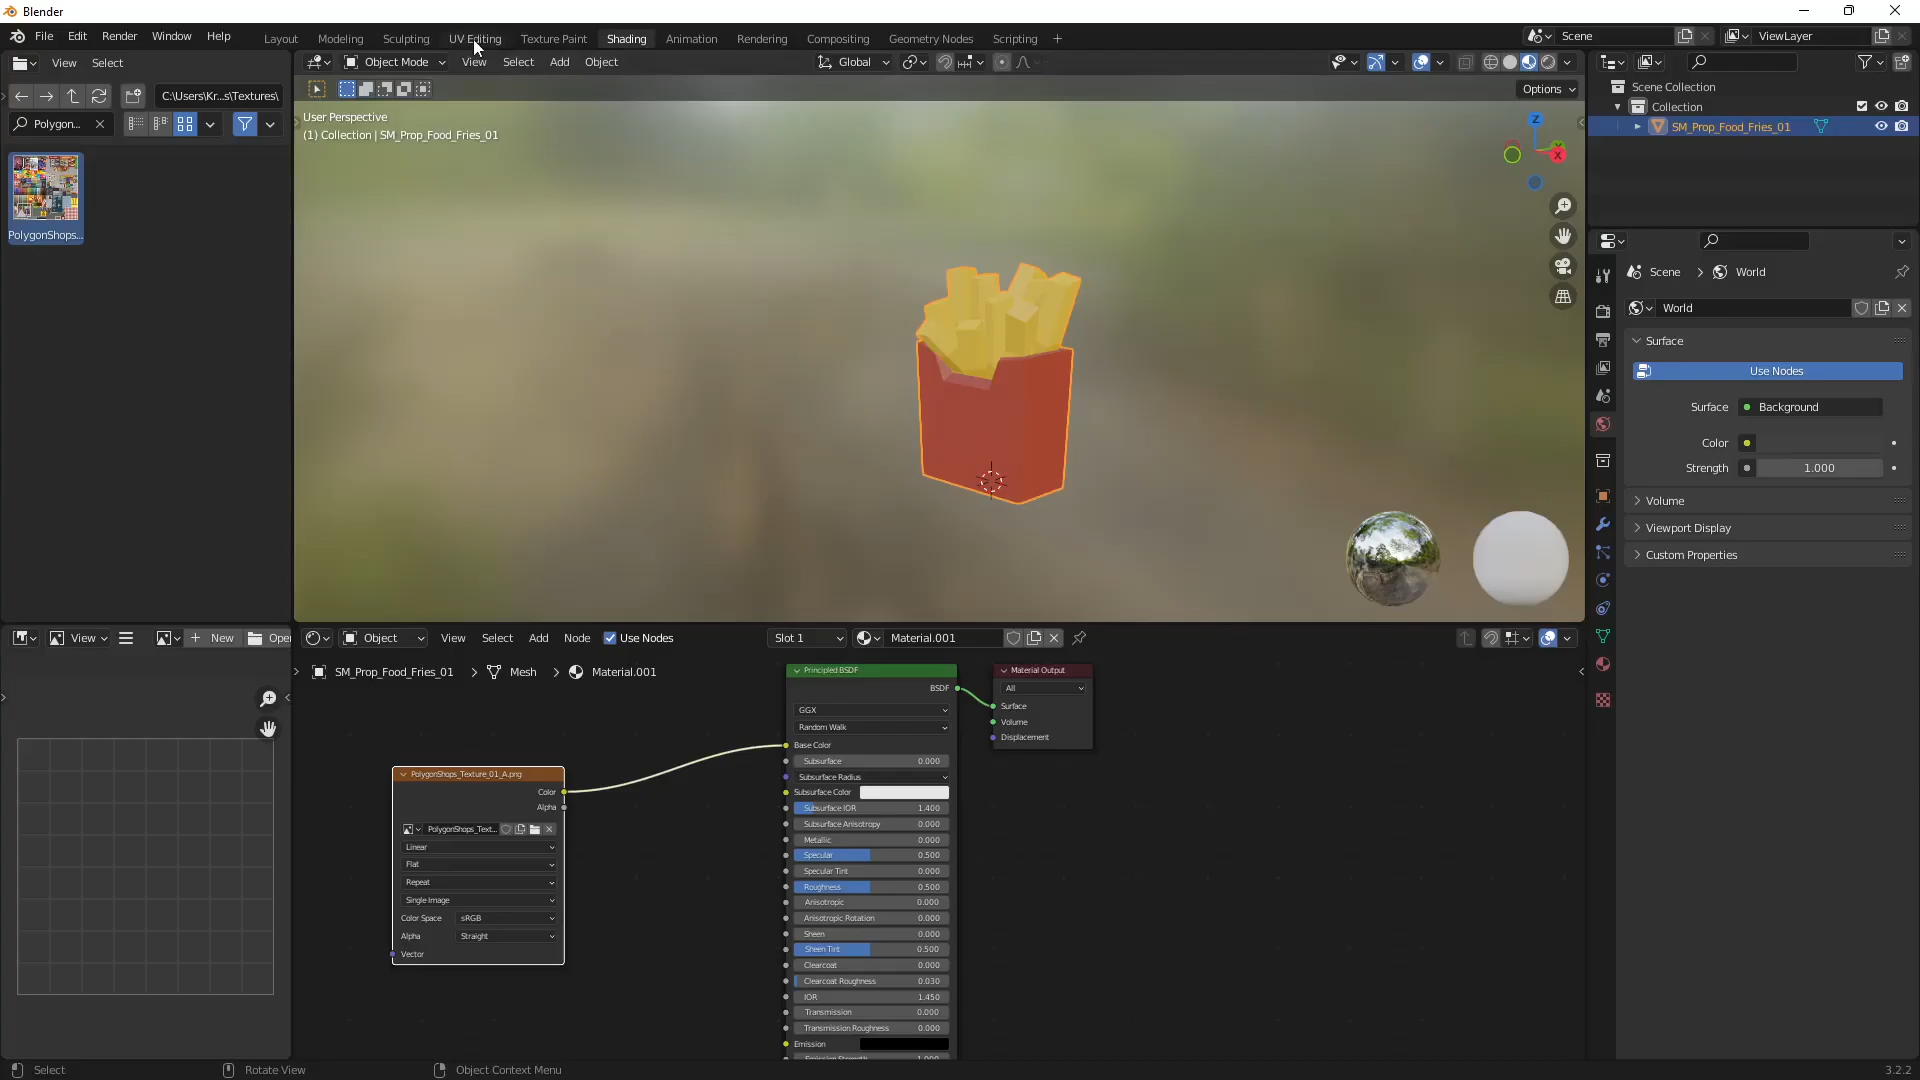 Blender
File Edit Render Window Help
Layout Modeling Sculpting UV Editing Texture Paint Shading Animation Rendering Compositing Geometry Nodes Scripting +
Scene
ViewLayer
View Select
Object Mode View Select Add Object
Global
Options
C:\Users\Kr...s\Textures\
Polygon...
PolygonShops...
User Perspective
(1) Collection | SM_Prop_Food_Fries_01
Z
X
Scene Collection
Collection
SM_Prop_Food_Fries_01
Scene > World
World
Surface
Use Nodes
Surface Background
Color
Strength 1.000
Volume
Viewport Display
Custom Properties
View
New
Open
Object View Select Add Node Use Nodes
Slot 1
Material.001
SM_Prop_Food_Fries_01 > Mesh > Material.001
PolygonShops_Texture_01_A.png
Color
Alpha
PolygonShops_Text...
Linear
Flat
Repeat
Single Image
Color Space sRGB
Alpha Straight
Vector
Principled BSDF
BSDF
GGX
Random Walk
Base Color
Subsurface 0.000
Subsurface Radius
Subsurface Color
Subsurface IOR 1.400
Subsurface Anisotropy 0.000
Metallic 0.000
Specular 0.500
Specular Tint 0.000
Roughness 0.500
Anisotropic 0.000
Anisotropic Rotation 0.000
Sheen 0.000
Sheen Tint 0.500
Clearcoat 0.000
Clearcoat Roughness 0.030
IOR 1.450
Transmission 0.000
Transmission Roughness 0.000
Emission
Emission Strength 1.000
Material Output
All
Surface
Volume
Displacement
Select
Rotate View
Object Context Menu
3.2.2